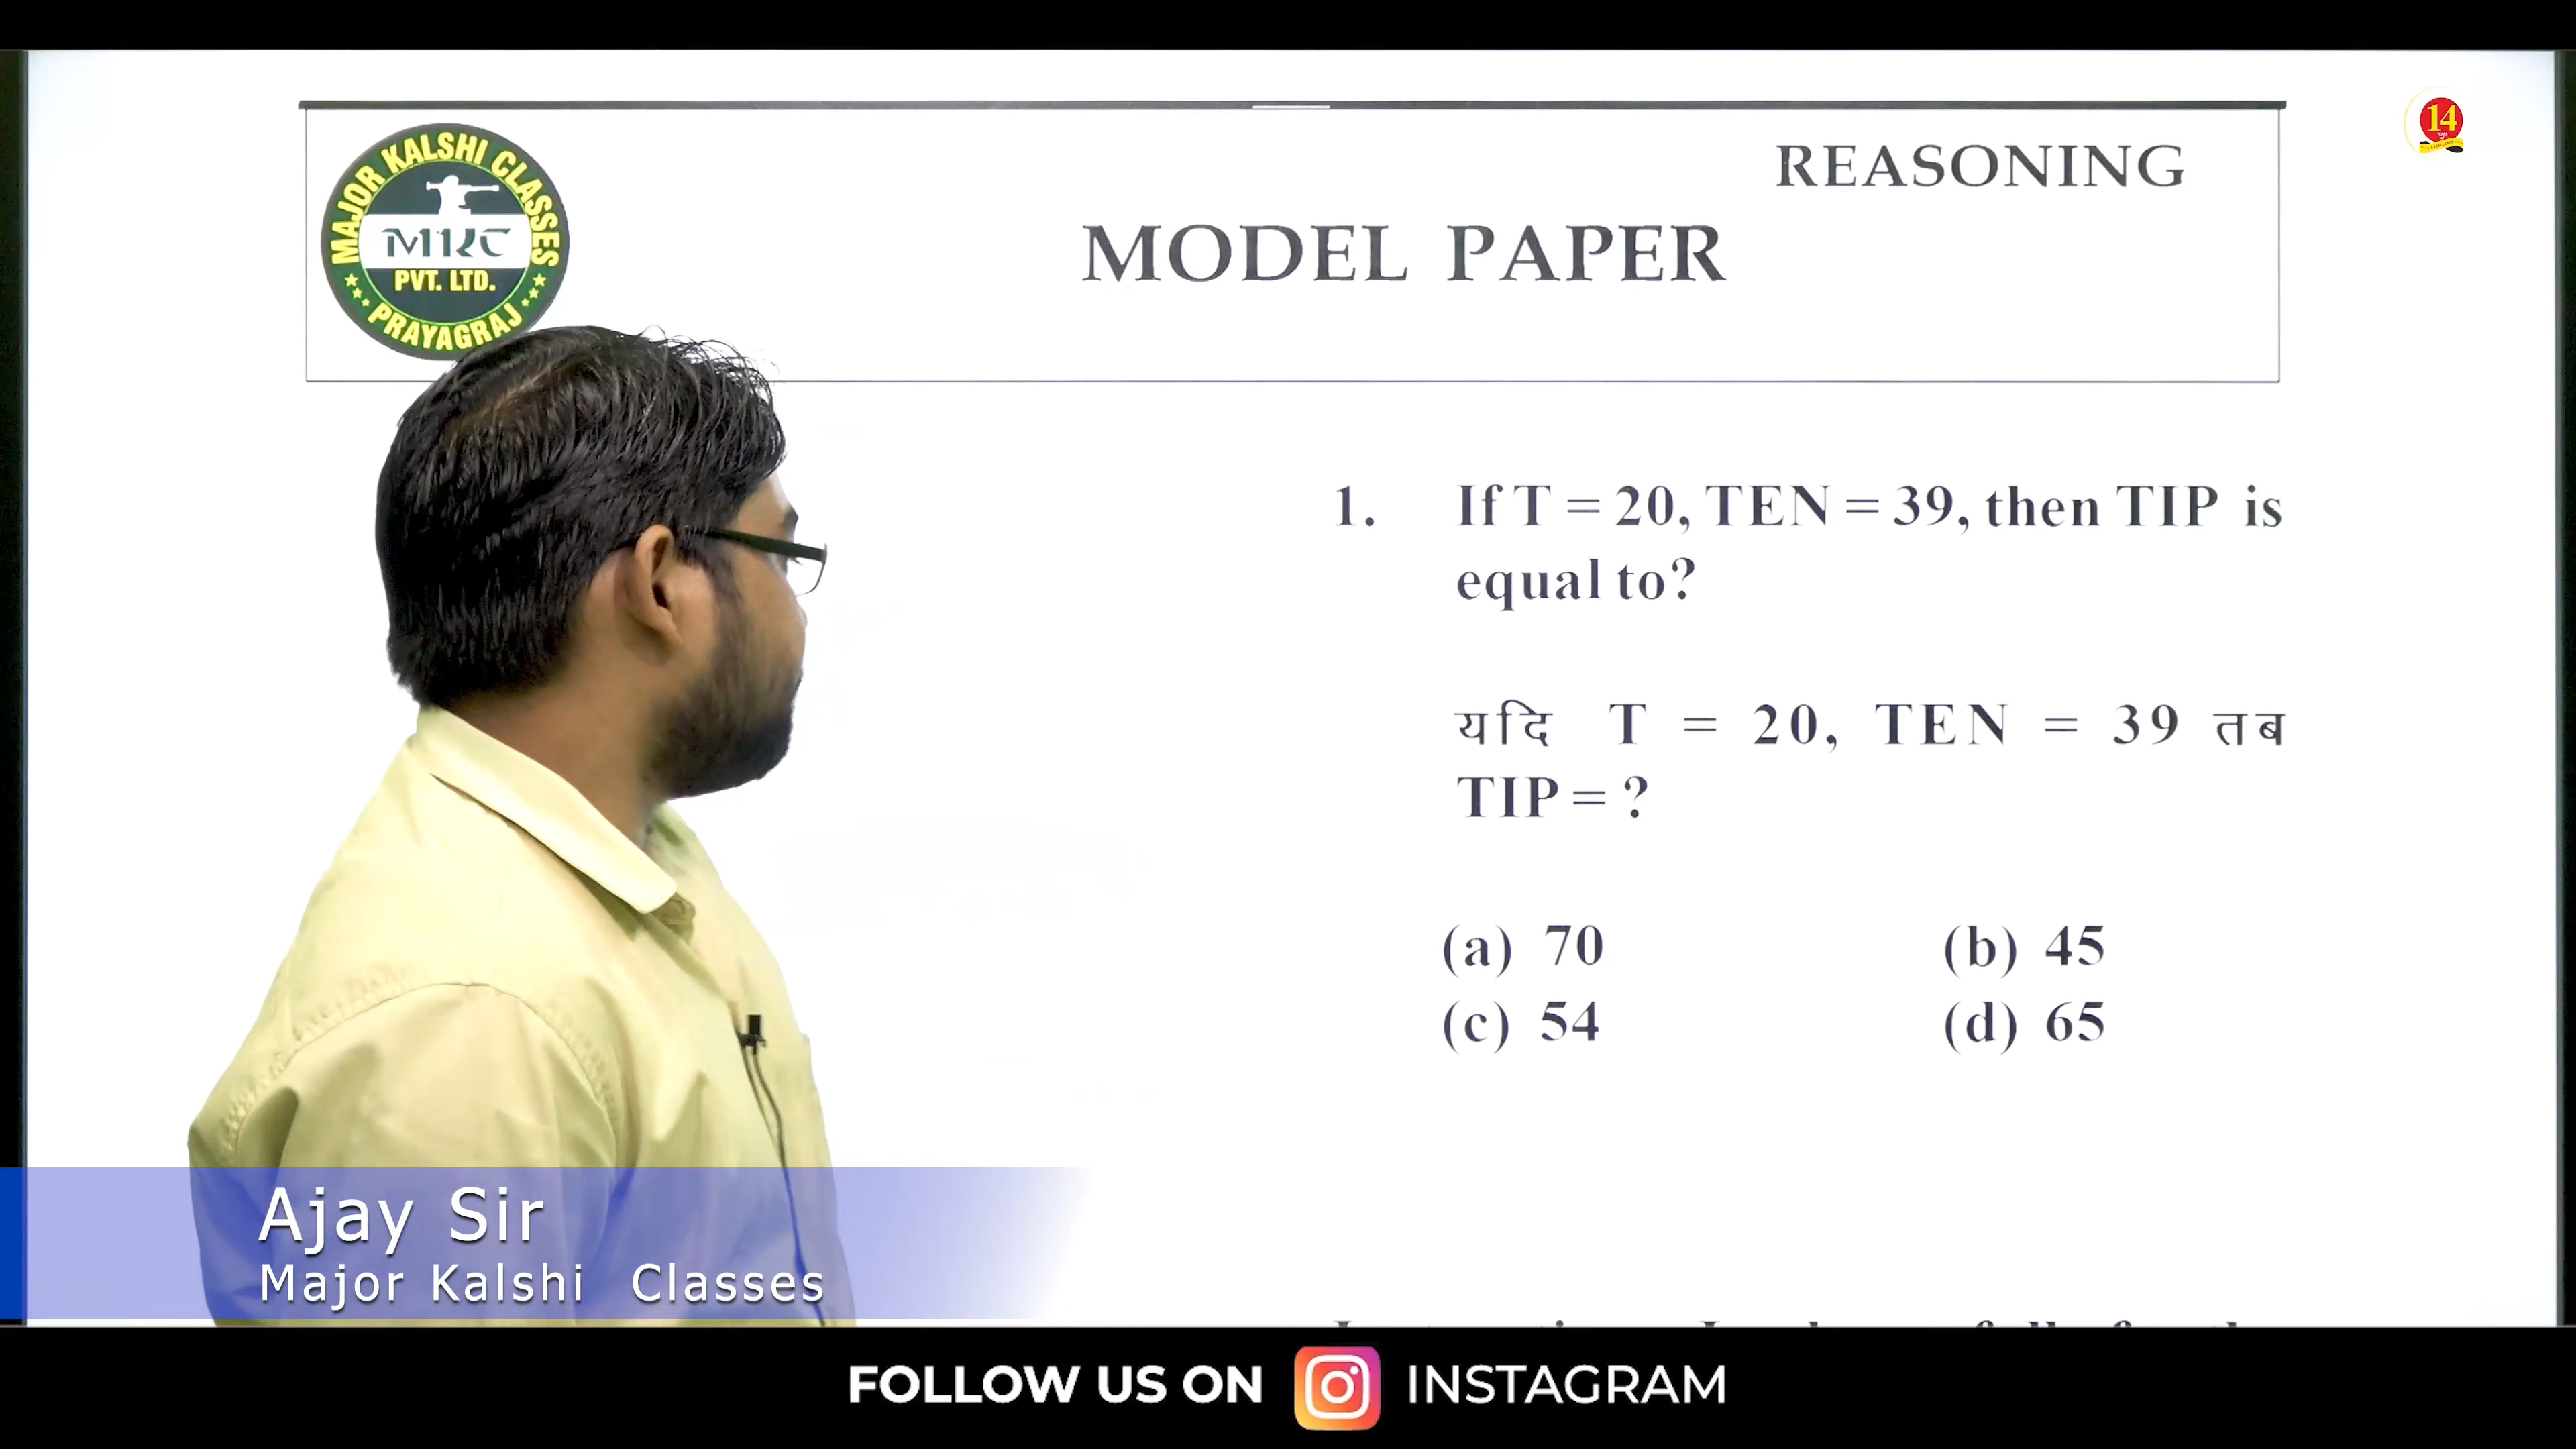 14
REASONING
MAJOR KALSHI CLASSES
MKC
PVT. LTD.
PRAYAGRAJ
MODEL PAPER
1. If T = 20, TEN = 39, then TIP is
equal to?
यदि T = 20, TEN = 39 तब
TIP = ?
(a) 70 (b) 45
(c) 54 (d) 65
Ajay Sir
Major Kalshi Classes
FOLLOW US ON INSTAGRAM